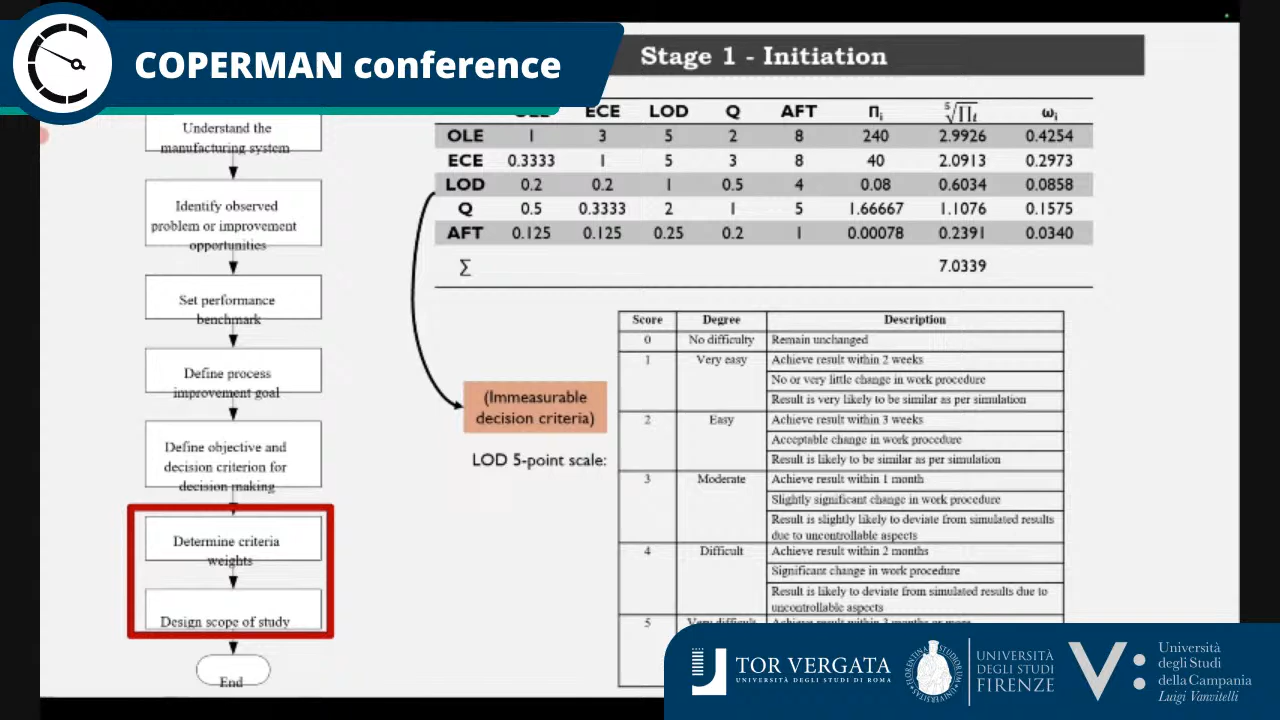 COPERMAN conference
Stage 1 - Initiation
Understand the
manufacturing system
Identify observed
problem or improvement
opportunities
Set performance
benchmark
Define process
improvement goal
Define objective and
decision criterion for
decision making
Determine criteria
weights
Design scope of study
End
ECE LOD Q AFT Πi ⁵√∏i ωi
OLE 1 3 5 2 8 240 2.9926 0.4254
ECE 0.3333 1 5 3 8 40 2.0913 0.2973
LOD 0.2 0.2 1 0.5 4 0.08 0.6034 0.0858
Q 0.5 0.3333 2 1 5 1.66667 1.1076 0.1575
AFT 0.125 0.125 0.25 0.2 1 0.00078 0.2391 0.0340
∑ 7.0339
(Immeasurable
decision criteria)
LOD 5-point scale:
Score Degree Description
0 No difficulty Remain unchanged
1 Very easy Achieve result within 2 weeks
No or very little change in work procedure
Result is very likely to be similar as per simulation
2 Easy Achieve result within 3 weeks
Acceptable change in work procedure
Result is likely to be similar as per simulation
3 Moderate Achieve result within 1 month
Slightly significant change in work procedure
Result is slightly likely to deviate from simulated results
due to uncontrollable aspects
4 Difficult Achieve result within 2 months
Significant change in work procedure
Result is likely to deviate from simulated results due to
uncontrollable aspects
5 Very difficult Achieve result within 3 months or more
TOR VERGATA
UNIVERSITÀ DEGLI STUDI DI ROMA
UNIVERSITÀ
DEGLI STUDI
FIRENZE
Università
degli Studi
della Campania
Luigi Vanvitelli